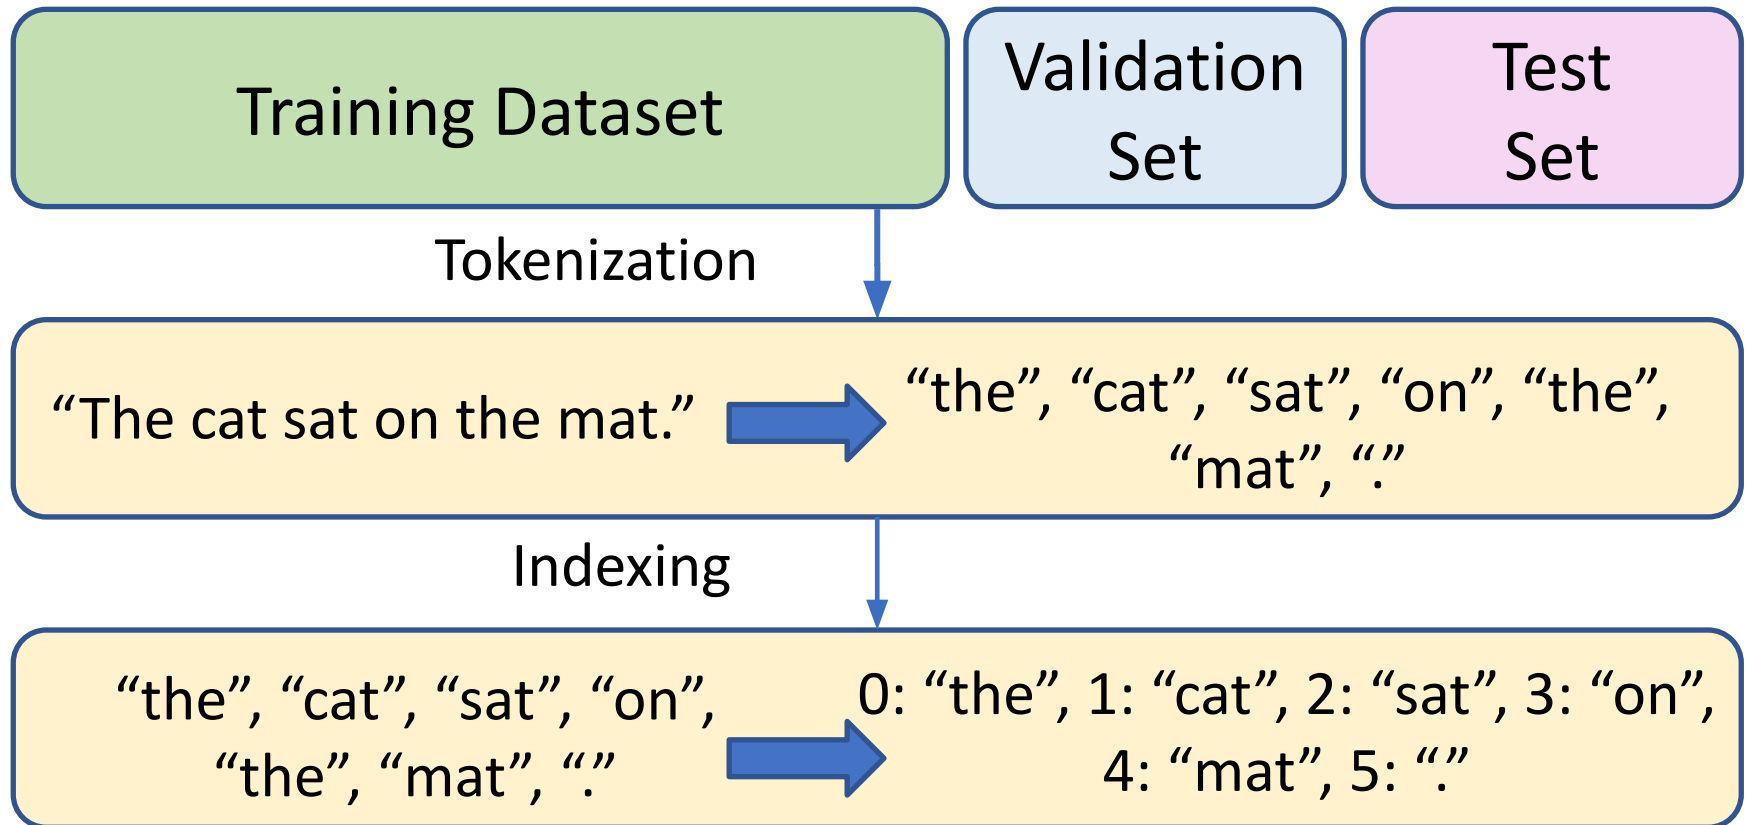 Training Dataset
Validation
Set
Test
Set
Tokenization
“The cat sat on the mat.”
“the”, “cat”, “sat”, “on”, “the”,
“mat”, “.”
Indexing
“the”, “cat”, “sat”, “on”,
“the”, “mat”, “.”
0: “the”, 1: “cat”, 2: “sat”, 3: “on”,
4: “mat”, 5: “.”